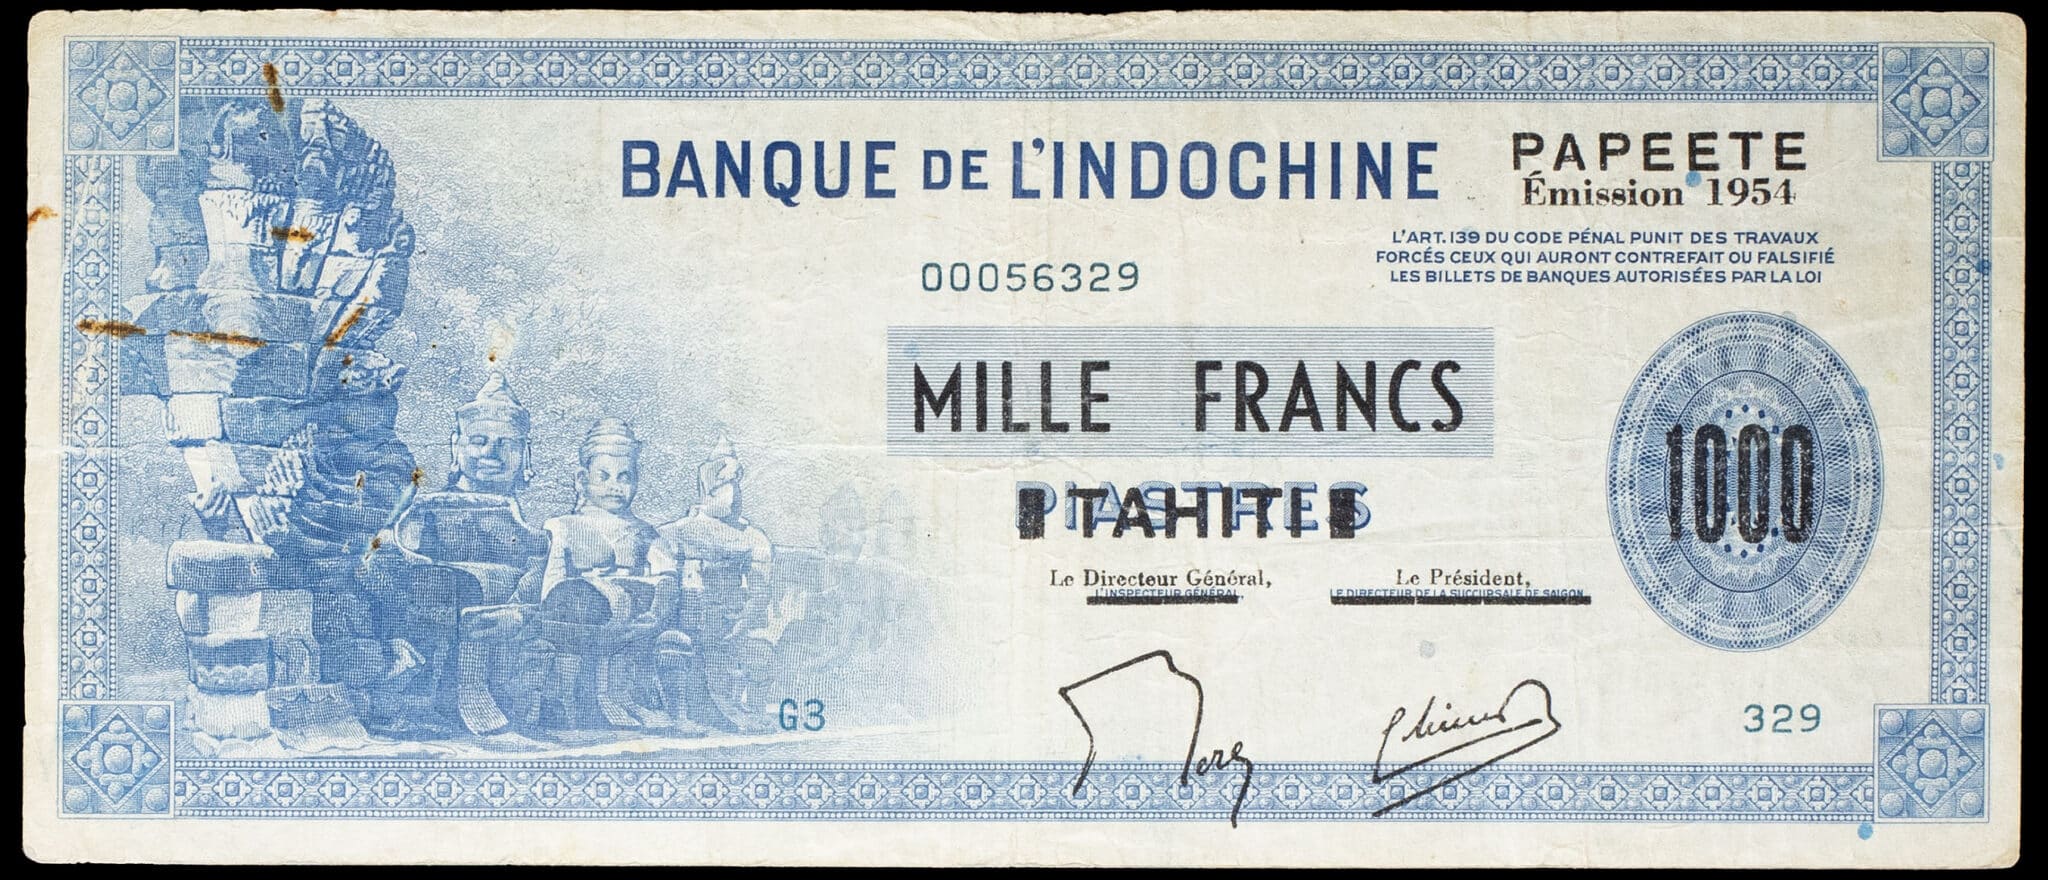 BANQUE DE L'INDOCHINE
PAPEETE
Émission 1954
L'ART. 139 DU CODE PÉNAL PUNIT DES TRAVAUX
FORCÉS CEUX QUI AURONT CONTREFAIT OU FALSIFIÉ
LES BILLETS DE BANQUES AUTORISÉES PAR LA LOI
00056329
MILLE FRANCS
1000
PIASTRES
TAHITI
Le Directeur Général,
L'INSPECTEUR GÉNÉRAL,
Le Président,
LE DIRECTEUR DE LA SUCCURSALE DE SAIGON
G3
329